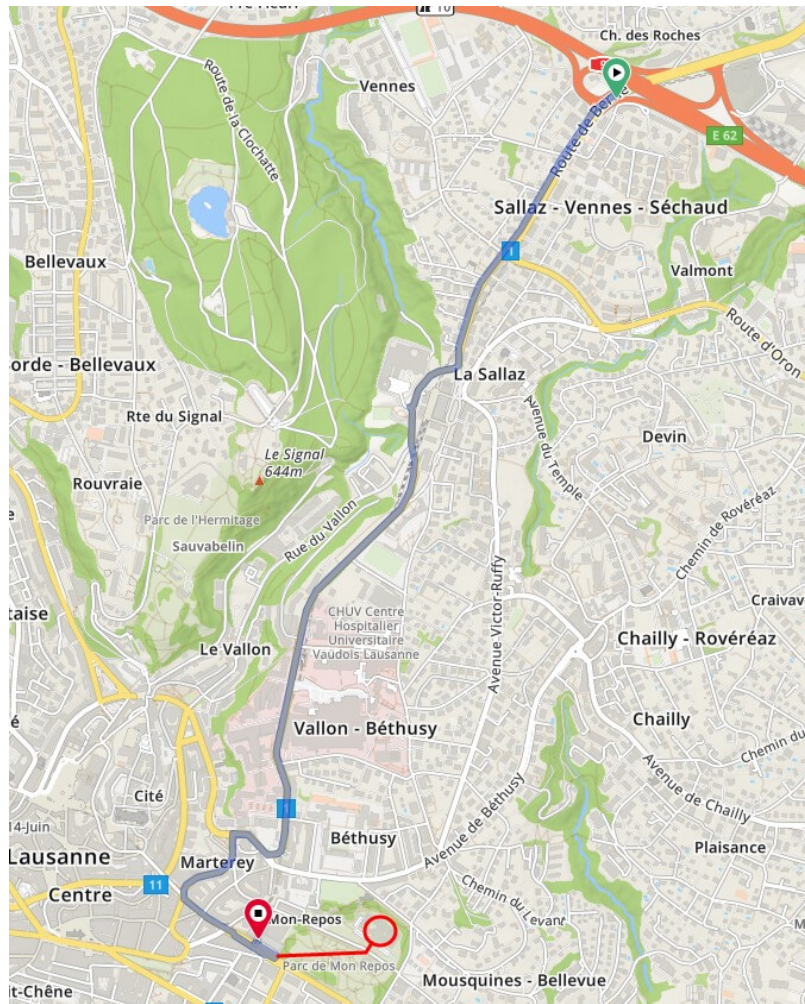 10
Ch. des Roches
Vennes
Route de la Clochatte
Route de Berne
E 62
Sallaz - Vennes - Séchaud
1
Bellevaux
Valmont
Route d'Oron
orde - Bellevaux
La Sallaz
Rte du Signal
Avenue du Temple
Devin
Le Signal
644m
Rouvraie
Parc de l'Hermitage
Rue du Vallon
Chemin de Rovéréaz
Sauvabelin
Avenue Victor-Ruffy
CHUV Centre
Hospitalier
Universitaire
Vaudois Lausanne
Craivav
taise
Le Vallon
Chailly - Rovéréaz
é
Vallon - Béthusy
Chailly
Chemin du
Cité
Avenue de Béthusy
Avenue de Chailly
14-Juin
Béthusy
Plaisance
Lausanne
Marterey
11
Centre
Chemin du Levant
Mon-Repos
Parc de Mon Repos
it-Chêne
Mousquines - Bellevue